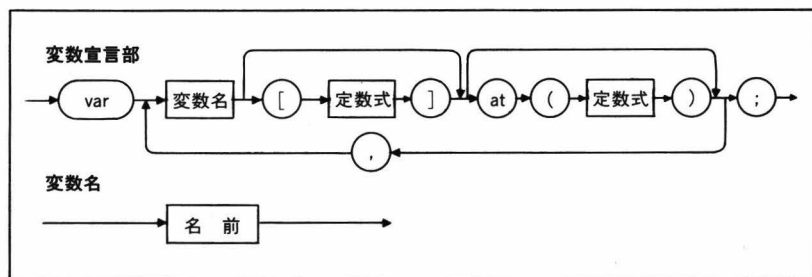 変数宣言部
var 変数名 [ 定数式 ] at ( 定数式 ) ;
,
変数名
名 前